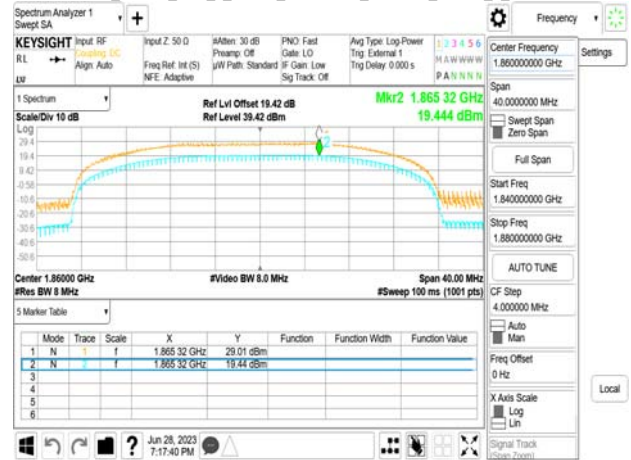 Spectrum Analyzer 1
Swept SA
Frequency
KEYSIGHT Input: RF Input Z: 50 Ω #Atten: 30 dB PNO: Fast Avg Type: Log-Power 1 2 3 4 5 6
RL Coupling: DC Preamp: Off Gate: LO Trig: External 1 M A W W W W
Align: Auto Freq Ref: Int (S) µW Path: Standard IF Gain: Low Trig Delay: 0.000 s P A N N N N
NFE: Adaptive Sig Track: Off
1 Spectrum
Ref Lvl Offset 19.42 dB
Mkr2 1.865 32 GHz
Scale/Div 10 dB
Ref Level 39.42 dBm
19.444 dBm
Log
29.4
19.4
9.42
-0.58
-10.6
-20.6
-30.6
-40.6
-50.6
2
Center 1.86000 GHz #Video BW 8.0 MHz Span 40.00 MHz
#Res BW 8 MHz #Sweep 100 ms (1001 pts)
5 Marker Table
Mode Trace Scale X Y Function Function Width Function Value
1 N 1 f 1.865 32 GHz 29.01 dBm
2 N 2 f 1.865 32 GHz 19.44 dBm
3
4
5
6
Jun 28, 2023
7:17:40 PM
Center Frequency
1.860000000 GHz
Settings
Span
40.0000000 MHz
Swept Span
Zero Span
Full Span
Start Freq
1.840000000 GHz
Stop Freq
1.880000000 GHz
AUTO TUNE
CF Step
4.000000 MHz
Auto
Man
Freq Offset
0 Hz
X Axis Scale
Log
Lin
Local
Signal Track
(Span Zoom)